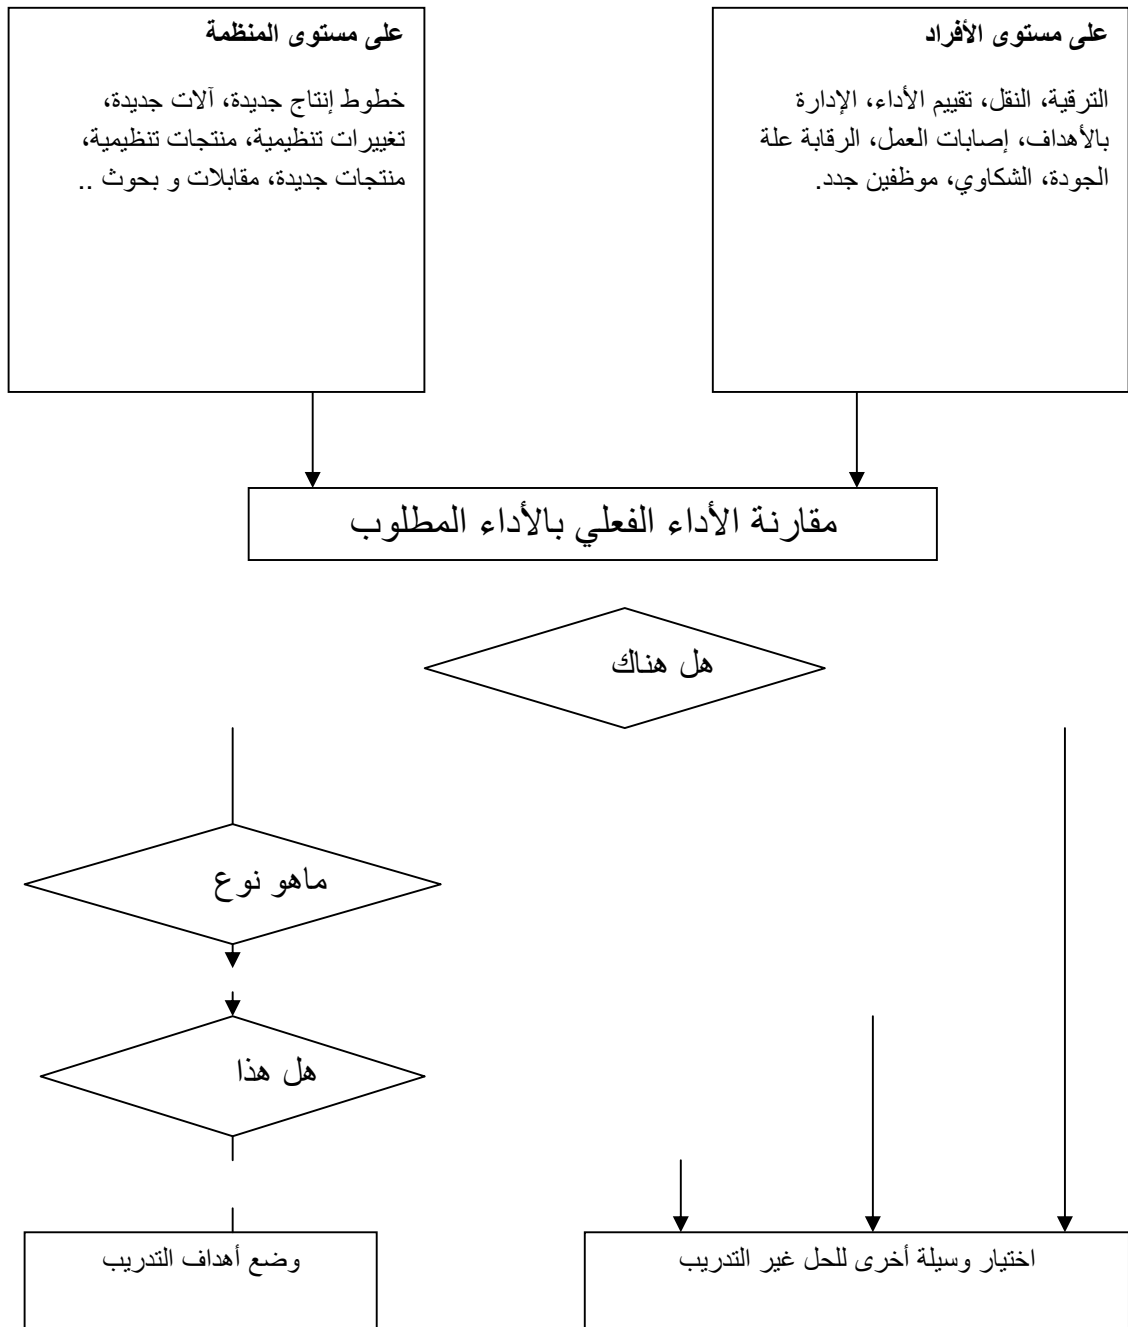 على مستوى الأفراد
الترقية، النقل، تقييم الأداء، الإدارة
بالأهداف، إصابات العمل، الرقابة علة
الجودة، الشكاوي، موظفين جدد.
على مستوى المنظمة
خطوط إنتاج جديدة، آلات جديدة،
تغييرات تنظيمية، منتجات تنظيمية،
منتجات جديدة، مقابلات و بحوث ..
مقارنة الأداء الفعلي بالأداء المطلوب
هل هناك
ماهو نوع
هل هذا
اختيار وسيلة أخرى للحل غير التدريب
وضع أهداف التدريب